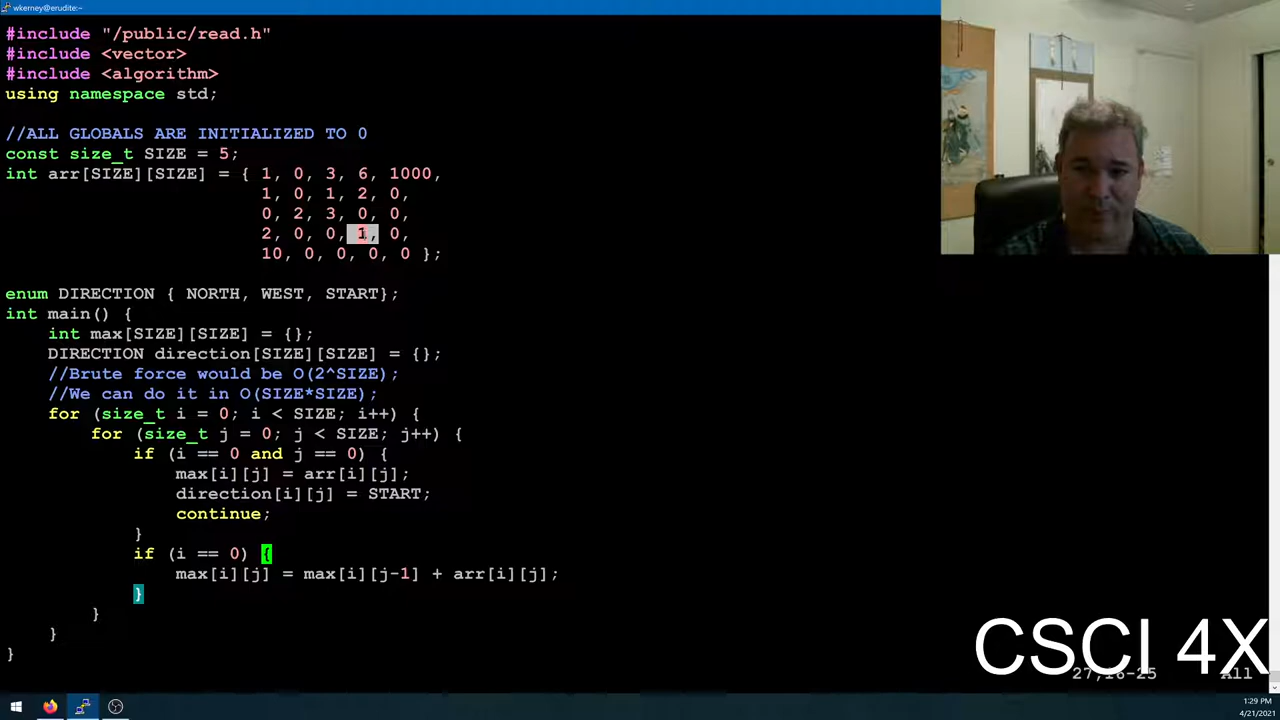 wkerney@erudite:~
#include "/public/read.h"
#include <vector>
#include <algorithm>
using namespace std;
//ALL GLOBALS ARE INITIALIZED TO 0
const size_t SIZE = 5;
int arr[SIZE][SIZE] = { 1, 0, 3, 6, 1000,
1, 0, 1, 2, 0,
0, 2, 3, 0, 0,
2, 0, 0, 1, 0,
10, 0, 0, 0, 0 };
enum DIRECTION { NORTH, WEST, START};
int main() {
int max[SIZE][SIZE] = {};
DIRECTION direction[SIZE][SIZE] = {};
//Brute force would be O(2^SIZE);
//We can do it in O(SIZE*SIZE);
for (size_t i = 0; i < SIZE; i++) {
for (size_t j = 0; j < SIZE; j++) {
if (i == 0 and j == 0) {
max[i][j] = arr[i][j];
direction[i][j] = START;
continue;
}
if (i == 0) {
max[i][j] = max[i][j-1] + arr[i][j];
}
}
}
}
CSCI 4X
27,16-25 All
1:29 PM
4/21/2021